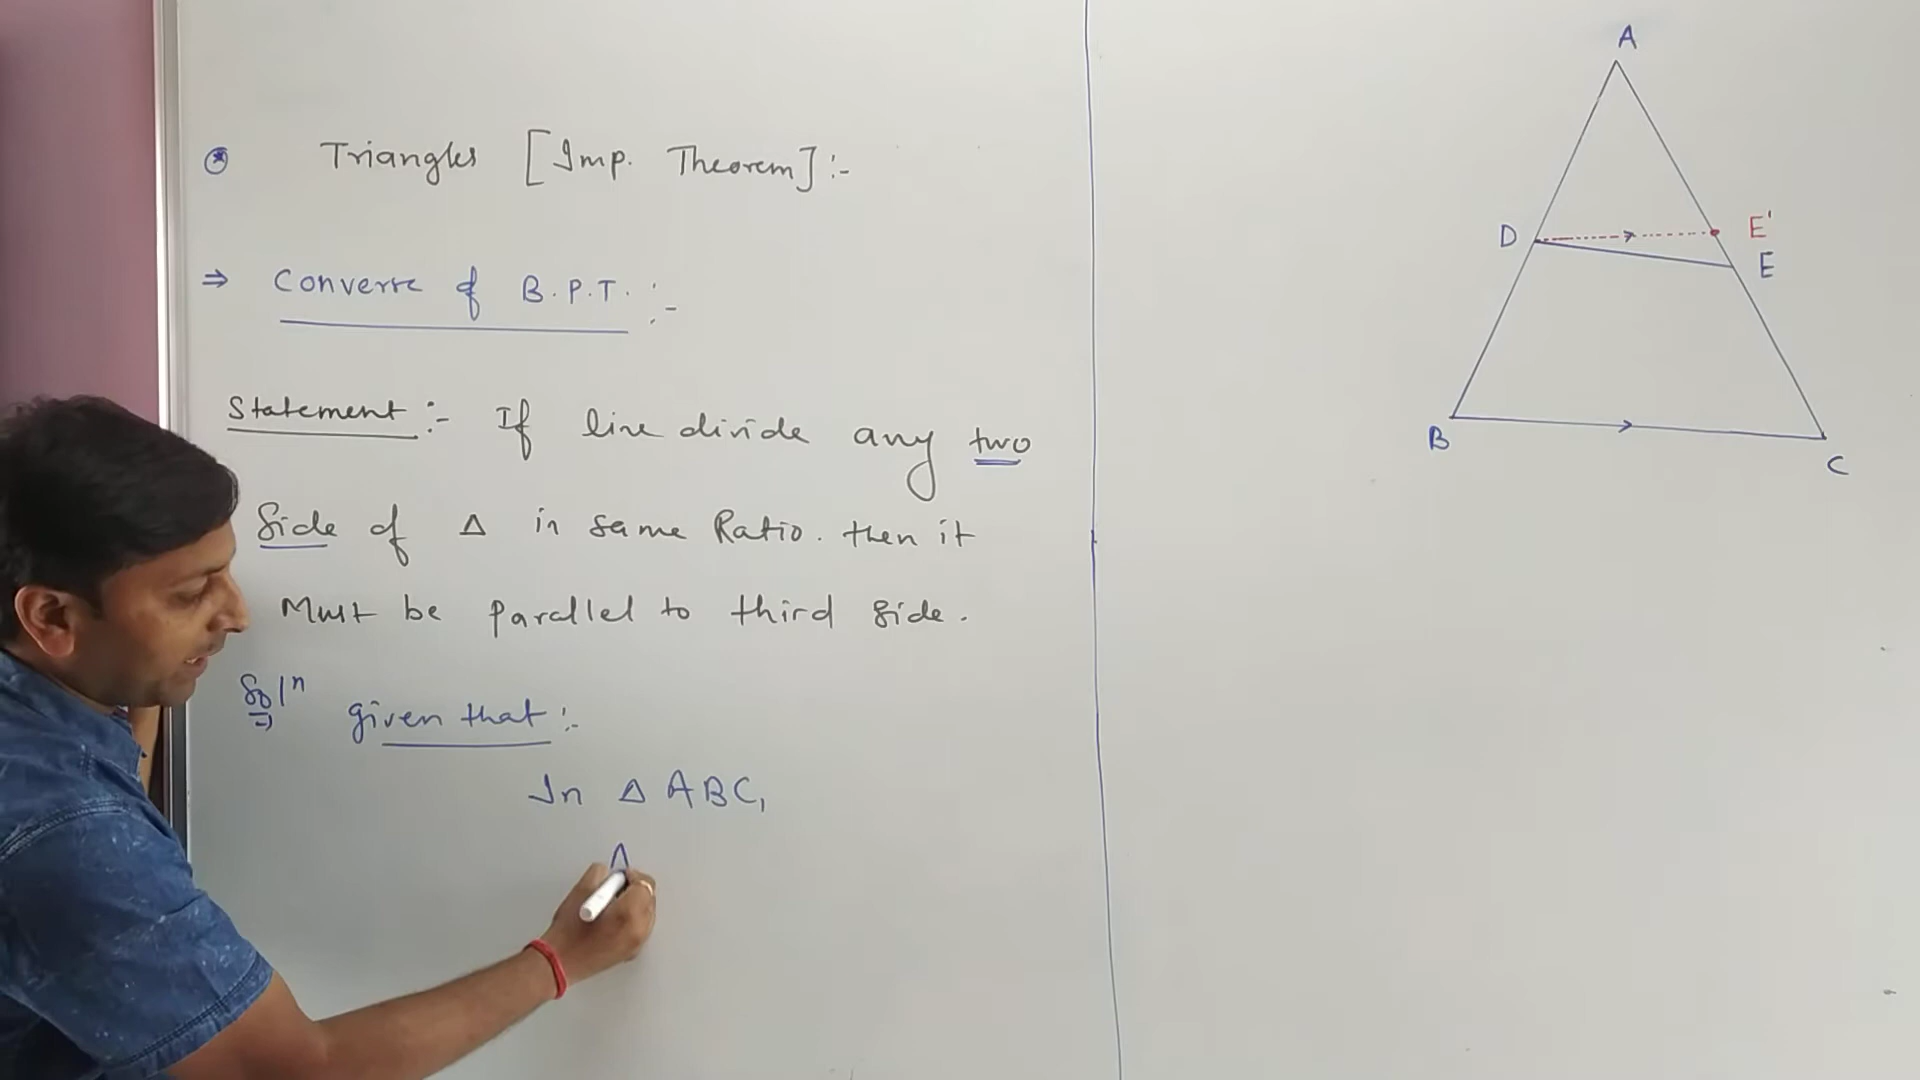 Triangles [Imp. Theorem]:-
⇒ Converse of B.P.T. :-
Statement :- If line divide any two
Side of Δ in same Ratio. then it
Must be parallel to third side.
Solⁿ given that :-
In Δ ABC,
A
A
D
E'
E
B
C